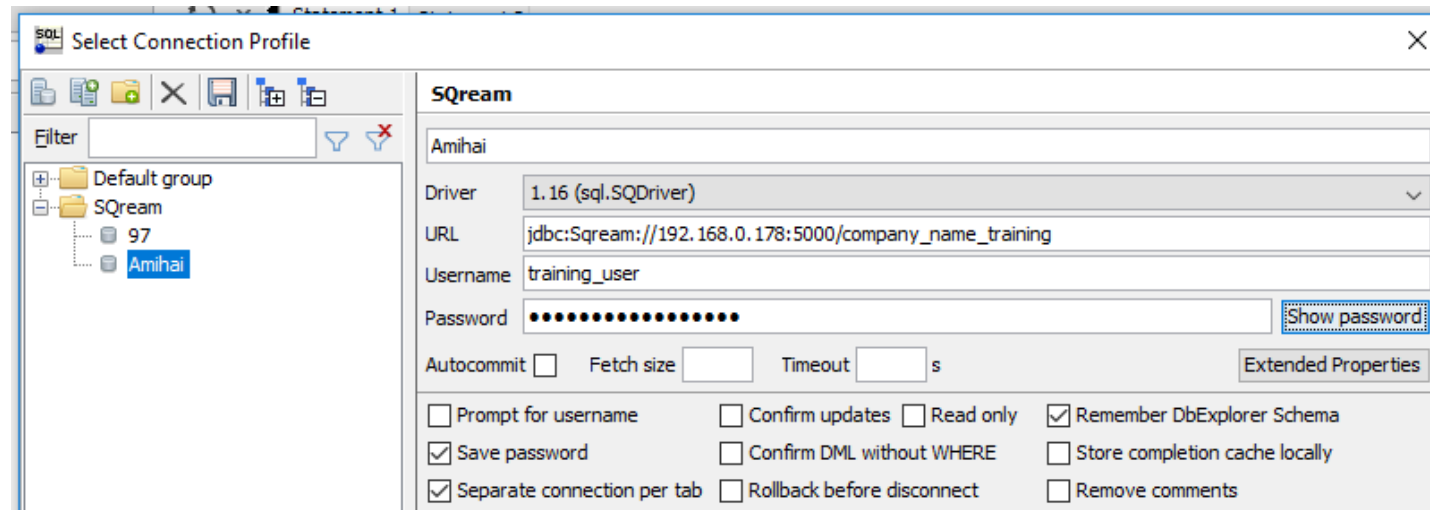 Statement 1
SQL Select Connection Profile
SQream
Filter
Amihai
Default group
Driver 1.16 (sql.SQDriver)
SQream
97
URL jdbc:Sqream://192.168.0.178:5000/company_name_training
Amihai
Username training_user
Password ••••••••••••••••• Show password
Autocommit Fetch size Timeout s Extended Properties
Prompt for username Confirm updates Read only Remember DbExplorer Schema
Save password Confirm DML without WHERE Store completion cache locally
Separate connection per tab Rollback before disconnect Remove comments